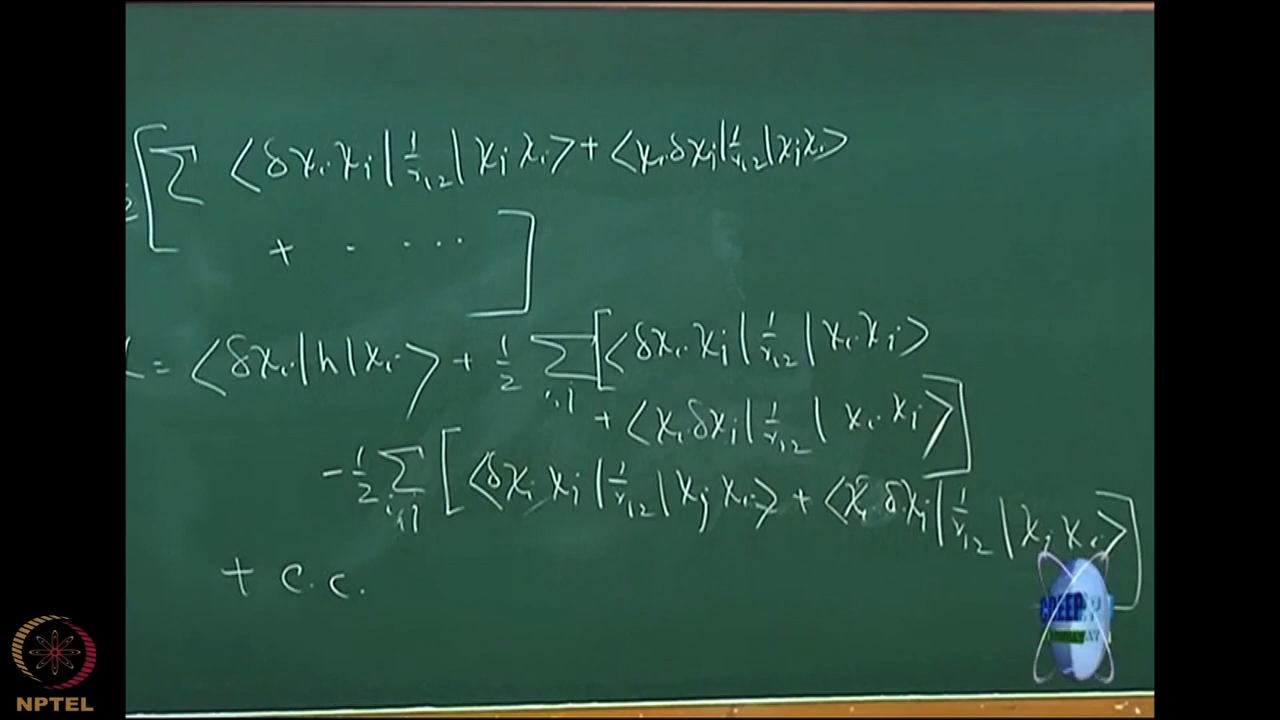 [ Σ ⟨δχᵢ χⱼ | 1/r₁₂ | χⱼ χᵢ⟩ + ⟨χᵢ δχⱼ | 1/r₁₂ | χⱼ χᵢ⟩
+ · · · · ]
= ⟨δχᵢ | h | χᵢ⟩ + 1/2 Σᵢ,ⱼ [⟨δχᵢ χⱼ | 1/r₁₂ | χᵢ χⱼ⟩
+ ⟨χᵢ δχⱼ | 1/r₁₂ | χᵢ χⱼ⟩]
- 1/2 Σᵢ,ⱼ [⟨δχᵢ χⱼ | 1/r₁₂ | χⱼ χᵢ⟩ + ⟨χᵢ δχⱼ | 1/r₁₂ | χⱼ χᵢ⟩]
+ c.c.
NPTEL